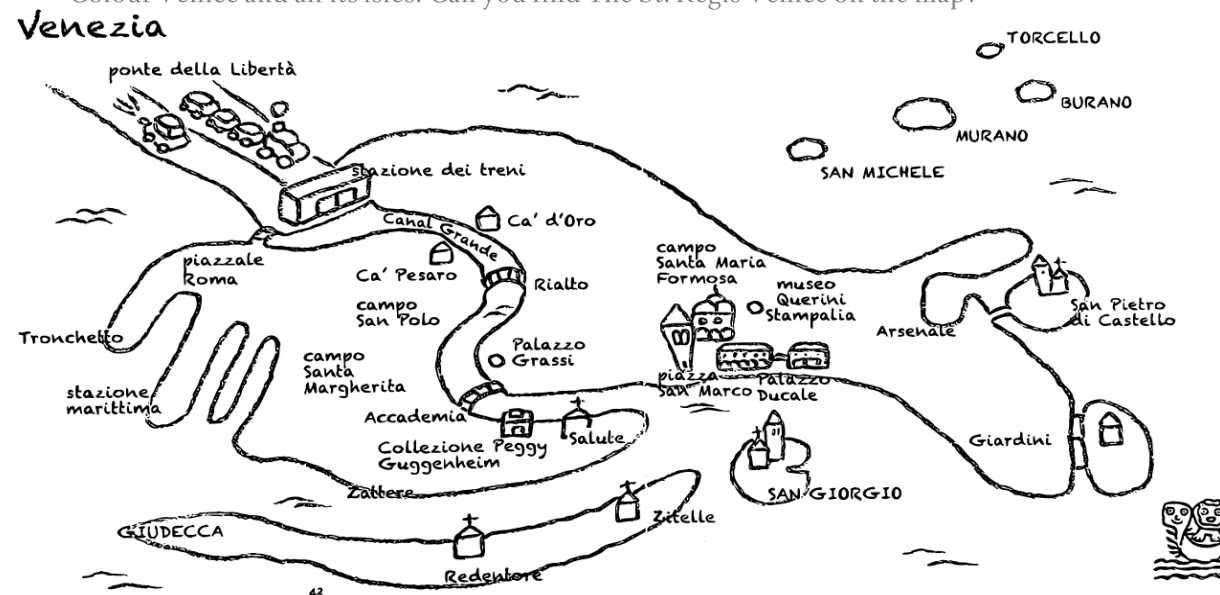 Colour Venice and all its isles. Can you find The St. Regis Venice on the map?
Venezia
TORCELLO
ponte della Libertà
BURANO
MURANO
stazione dei treni
SAN MICHELE
Canal Grande
Ca' d'Oro
piazzale
Roma
Ca' Pesaro
Rialto
campo
Santa Maria
Formosa
museo
Querini
Stampalia
campo
San Polo
San Pietro
di Castello
Arsenale
Tronchetto
Palazzo
Grassi
campo
Santa
Margherita
piazza
San Marco
Palazzo
Ducale
stazione
marittima
Accademia
Salute
Collezione Peggy
Guggenheim
Giardini
Zattere
SAN GIORGIO
Zitelle
GIUDECCA
Redentore
42